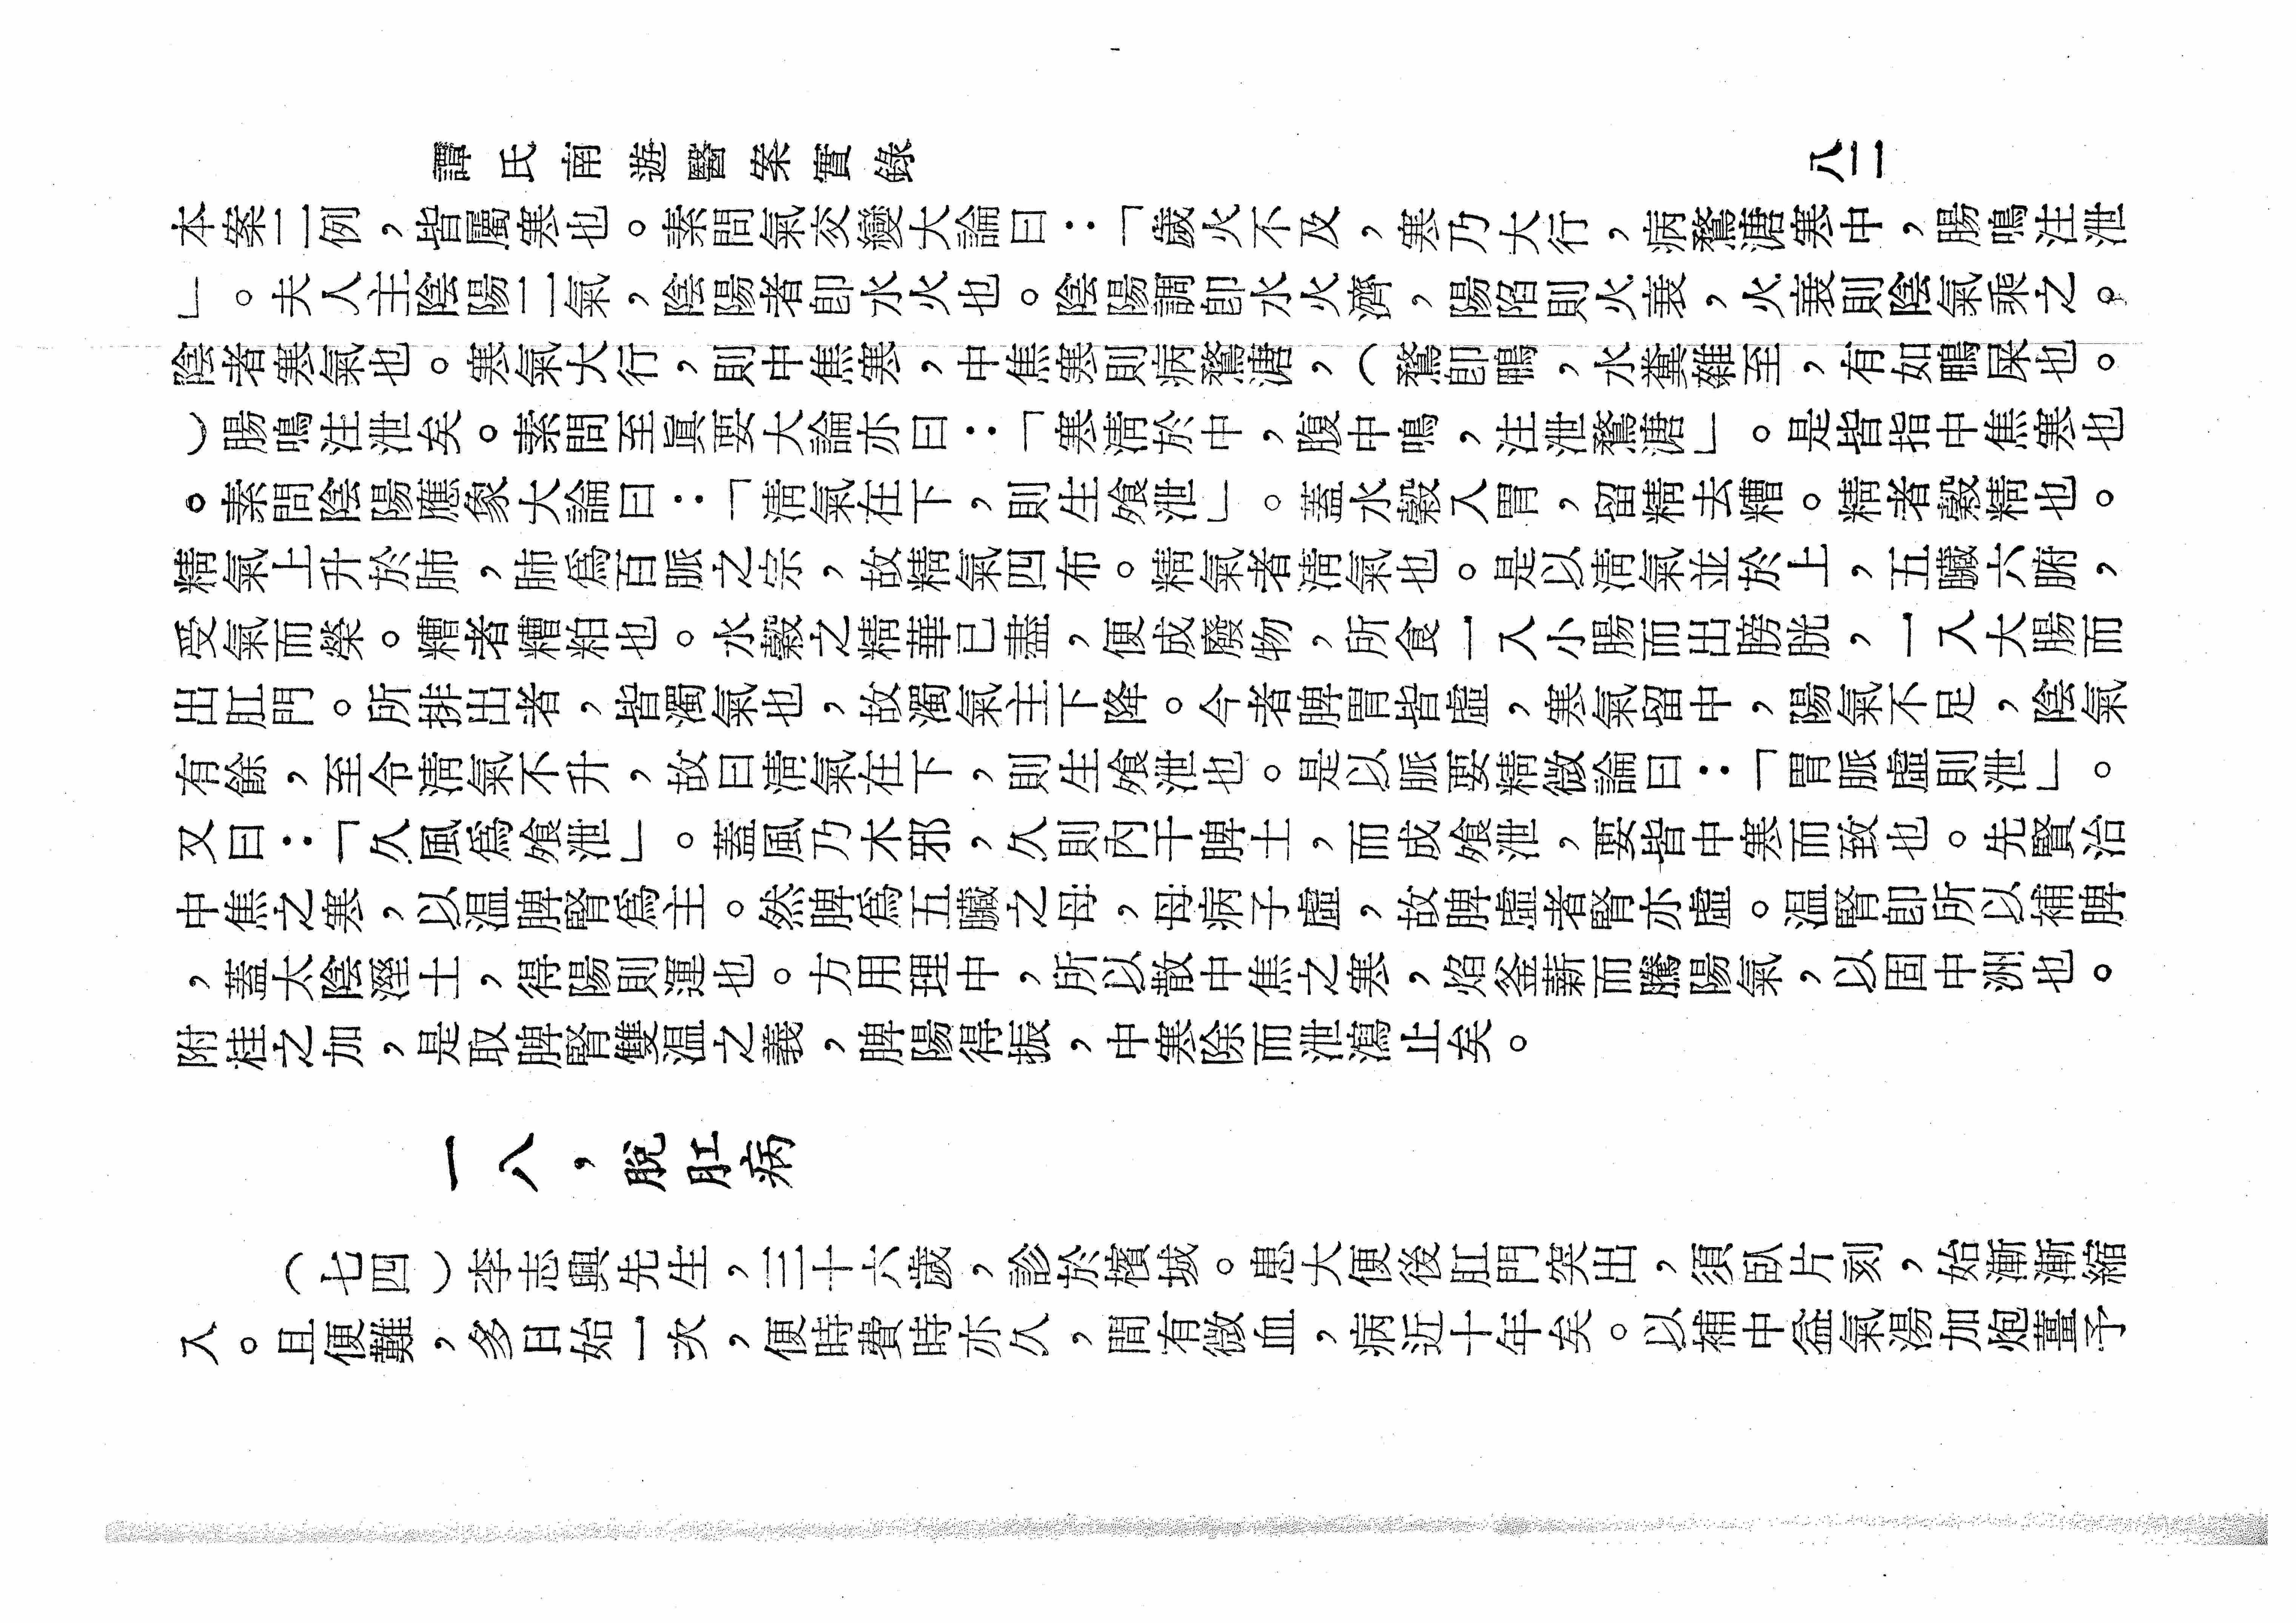 譚氏南遊醫案實錄
八二
本案二例，皆屬寒也。素問氣交變大論曰：「歲火不及，寒乃大行，病鶩溏寒中，腸鳴注泄
」。夫人主陰陽二氣，陰陽者卽水火也。陰陽調卽水火濟，陽陷則火衰，火衰則陰氣乘之。
陰者寒氣也。寒氣大行，則中焦寒，中焦寒則病鶩溏，（鶩卽鴨，水糞雜至，有如鴨屎也。
）腸鳴注泄矣。素問至眞要大論亦曰：「寒淸於中，腹中鳴，注泄鶩溏」。是皆指中焦寒也
。素問陰陽應象大論曰：「淸氣在下，則生飧泄」。蓋水穀入胃，留精去糟。精者穀精也。
精氣上升於肺，肺爲百脈之宗，故精氣四布。精氣者淸氣也。是以淸氣並於上，五臟六腑，
受氣而榮。糟者糟粕也。水穀之精華已盡，便成廢物，所食一入小腸而出膀胱，一入大腸而
出肛門。所排出者，皆濁氣也，故濁氣主下降。今者脾胃皆虛，寒氣留中，陽氣不足，陰氣
有餘，至令淸氣不升，故曰淸氣在下，則生飧泄也。是以脈要精微論曰：「胃脈虛則泄」。
又曰：「久風爲飧泄」。蓋風乃木邪，久則內干脾土，而成飧泄，要皆中寒而致也。先賢治
中焦之寒，以溫脾腎爲主。然脾爲五臟之母，母病子虛，故脾虛者腎亦虛。溫腎卽所以補脾
，蓋太陰溼土，得陽則運也。方用理中，所以散中焦之寒，焰釜薪而騰陽氣，以固中洲也。
附桂之加，是取脾腎雙溫之義，脾陽得振，中寒除而泄瀉止矣。
一八，脫肛病
（七四）李志興先生，三十六歲，診於檳城。患大便後肛門突出，須臥片刻，始漸漸縮
入。且便難，多日始一次，便時費時亦久，間有微血，病近十年矣。以補中益氣湯加炮薑予